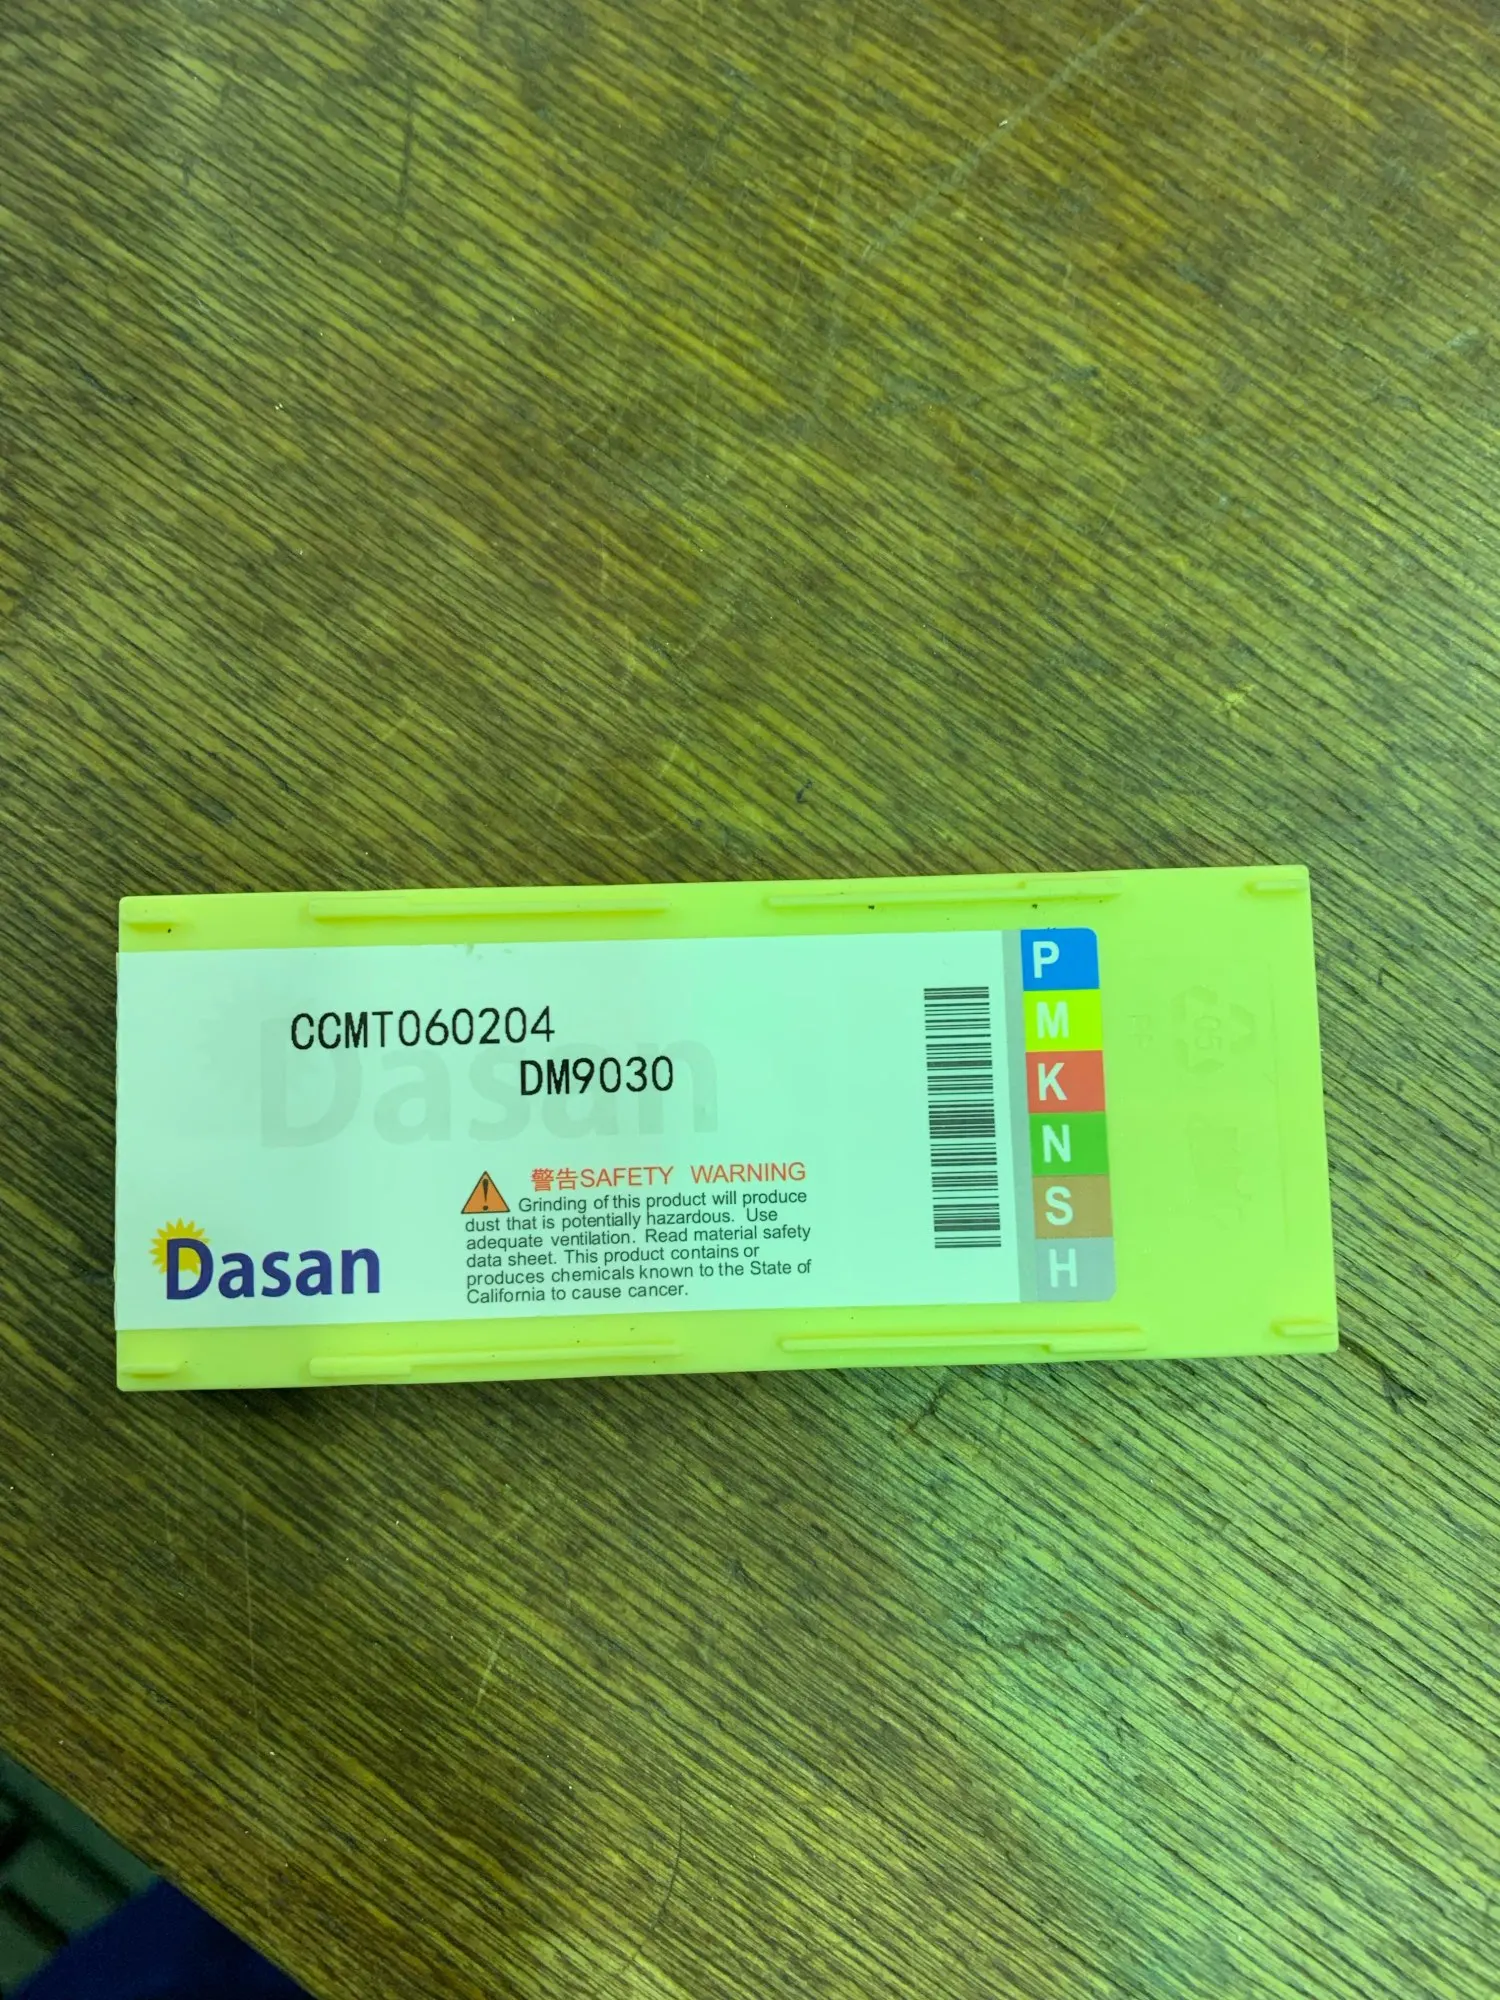 CCMT060204
DM9030
Dasan
警告SAFETY WARNING
Grinding of this product will produce
dust that is potentially hazardous. Use
adequate ventilation. Read material safety
data sheet. This product contains or
produces chemicals known to the State of
California to cause cancer.
Dasan
P
M
K
N
S
H